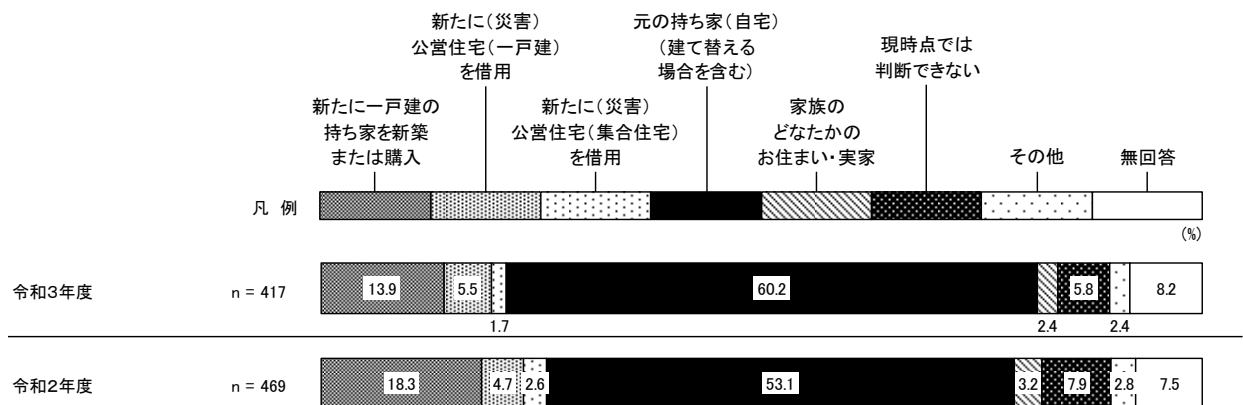 新たに(災害)
公営住宅(一戸建)
を借用
元の持ち家(自宅)
(建て替える
場合を含む)
現時点では
判断できない
新たに一戸建の
持ち家を新築
または購入
新たに(災害)
公営住宅(集合住宅)
を借用
家族の
どなたかの
お住まい・実家
その他
無回答
凡 例
(%)
令和3年度 n = 417 13.9 5.5 60.2 5.8 8.2
1.7 2.4 2.4
令和2年度 n = 469 18.3 4.7 2.6 53.1 3.2 7.9 2.8 7.5